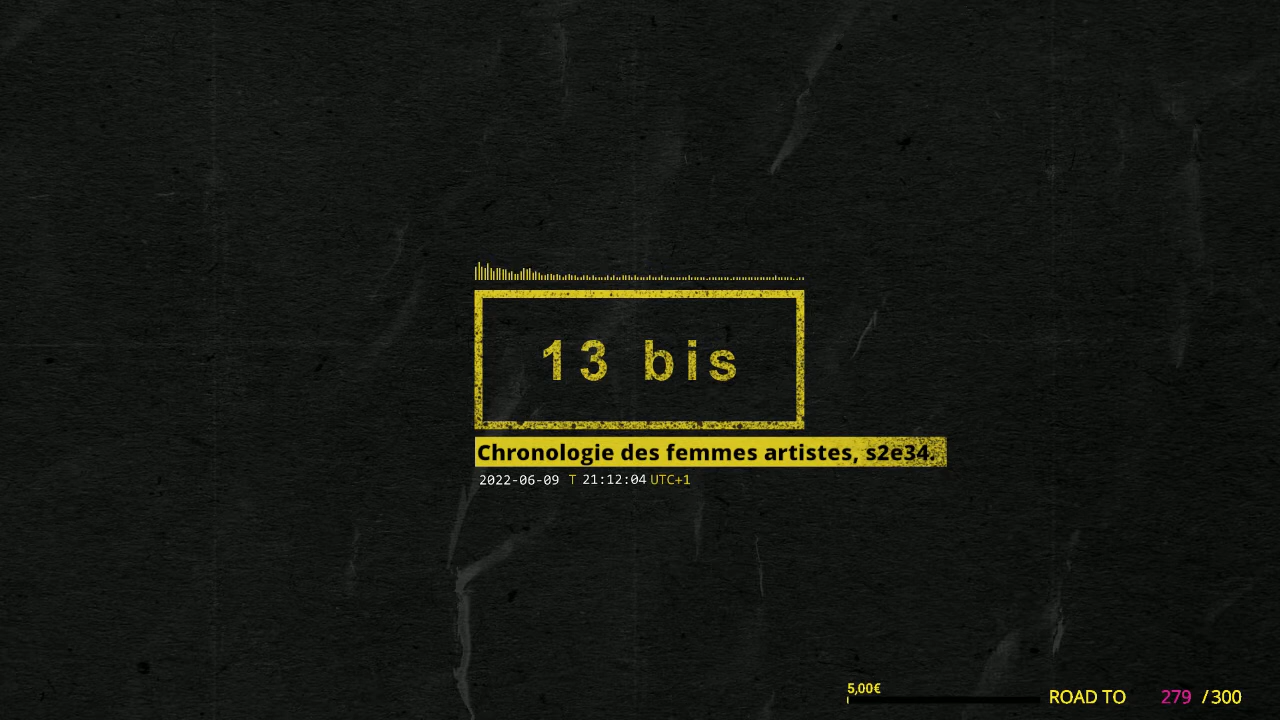 13 bis
Chronologie des femmes artistes, s2e34.
2022-06-09 T 21:12:04 UTC+1
5,00€
ROAD TO 279 / 300